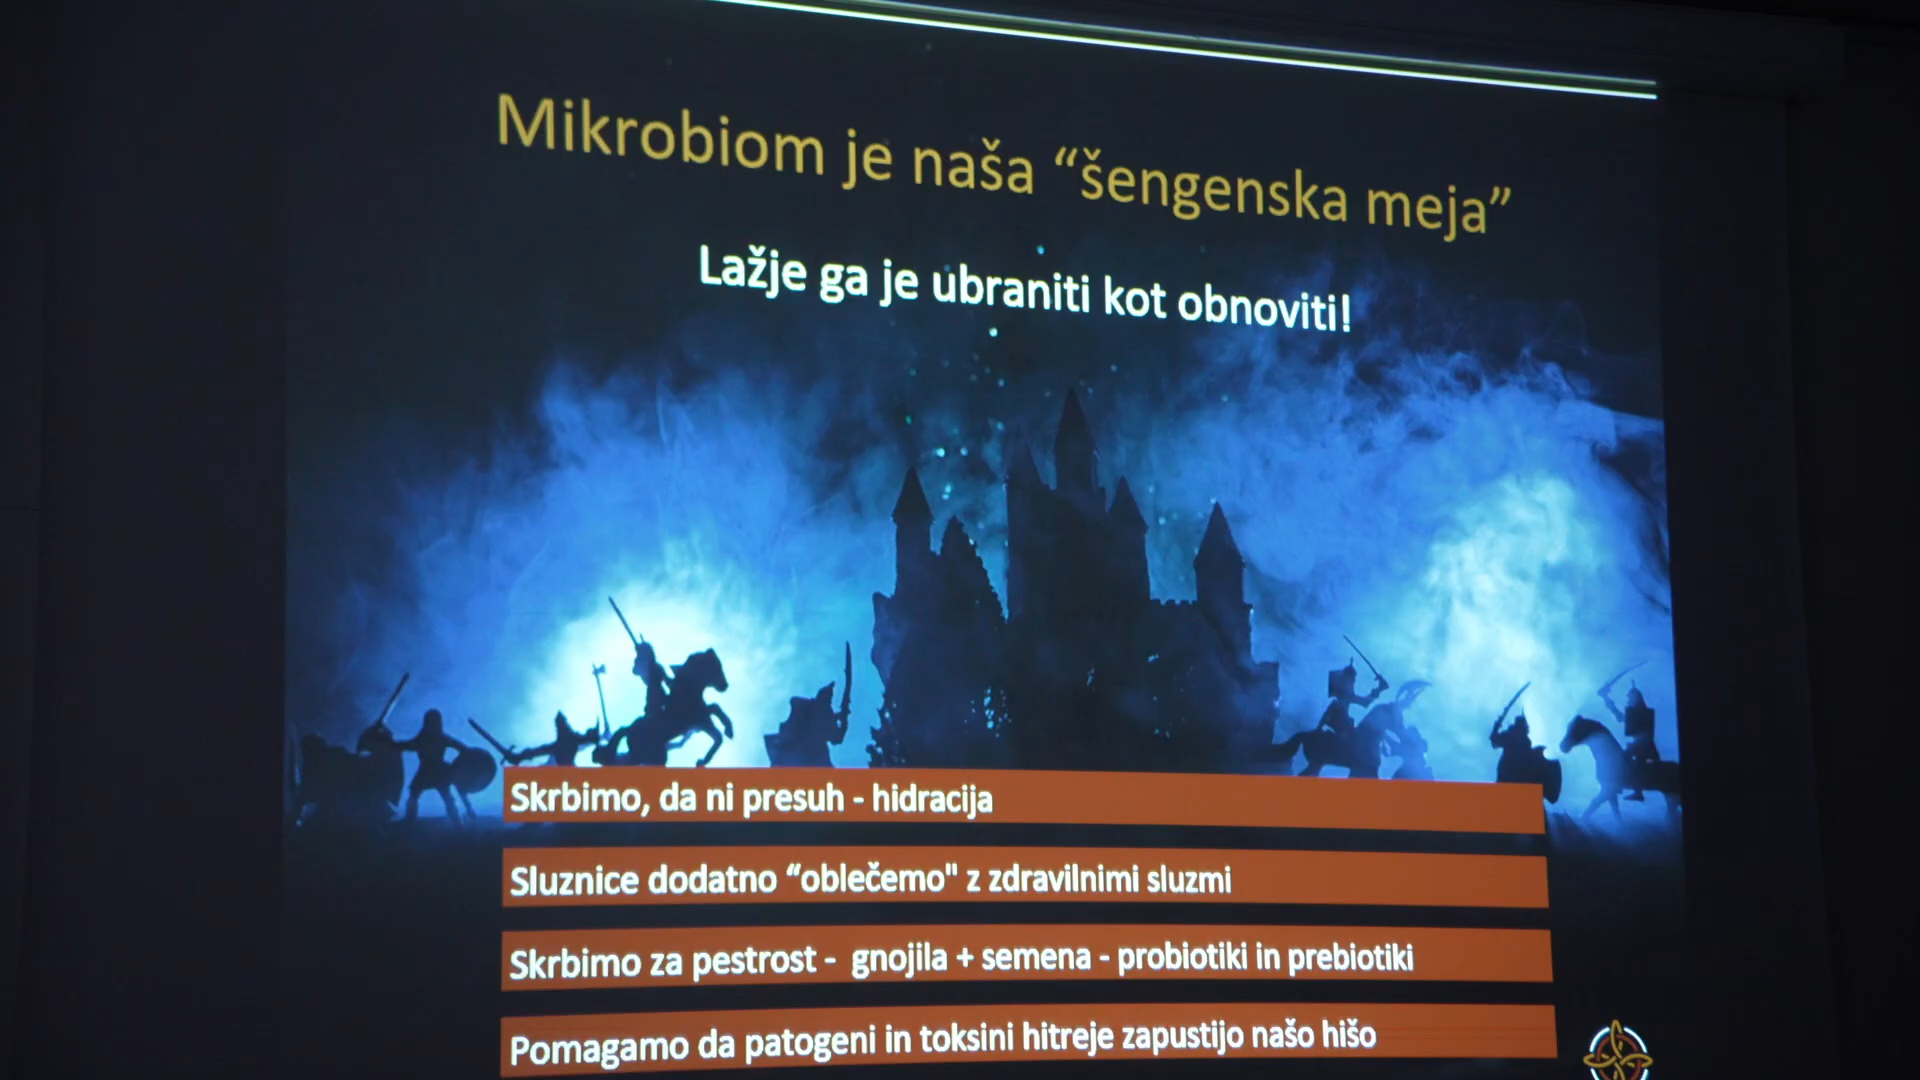 Mikrobiom je naša “šengenska meja”
Lažje ga je ubraniti kot obnoviti!
Skrbimo, da ni presuh - hidracija
Sluznice dodatno “oblečemo" z zdravilnimi sluzmi
Skrbimo za pestrost - gnojila + semena - probiotiki in prebiotiki
Pomagamo da patogeni in toksini hitreje zapustijo našo hišo